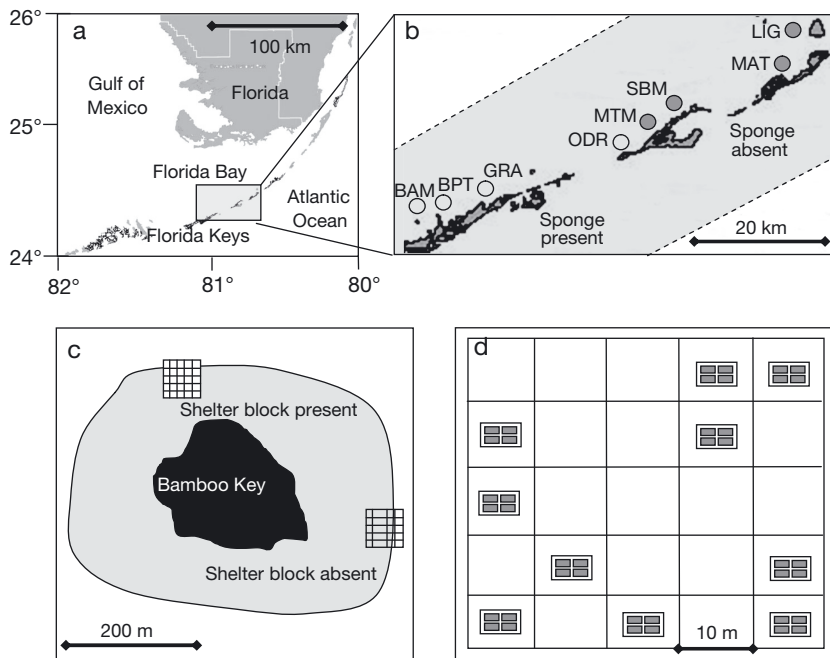 a
26°
25°
24°
82°
81°
80°
100 km
Gulf of
Mexico
Florida
Florida Bay
Atlantic
Ocean
Florida Keys
b
LIG
MAT
SBM
MTM
ODR
GRA
BPT
BAM
Sponge
absent
Sponge
present
20 km
c
Shelter block present
Bamboo Key
Shelter block absent
200 m
d
10 m